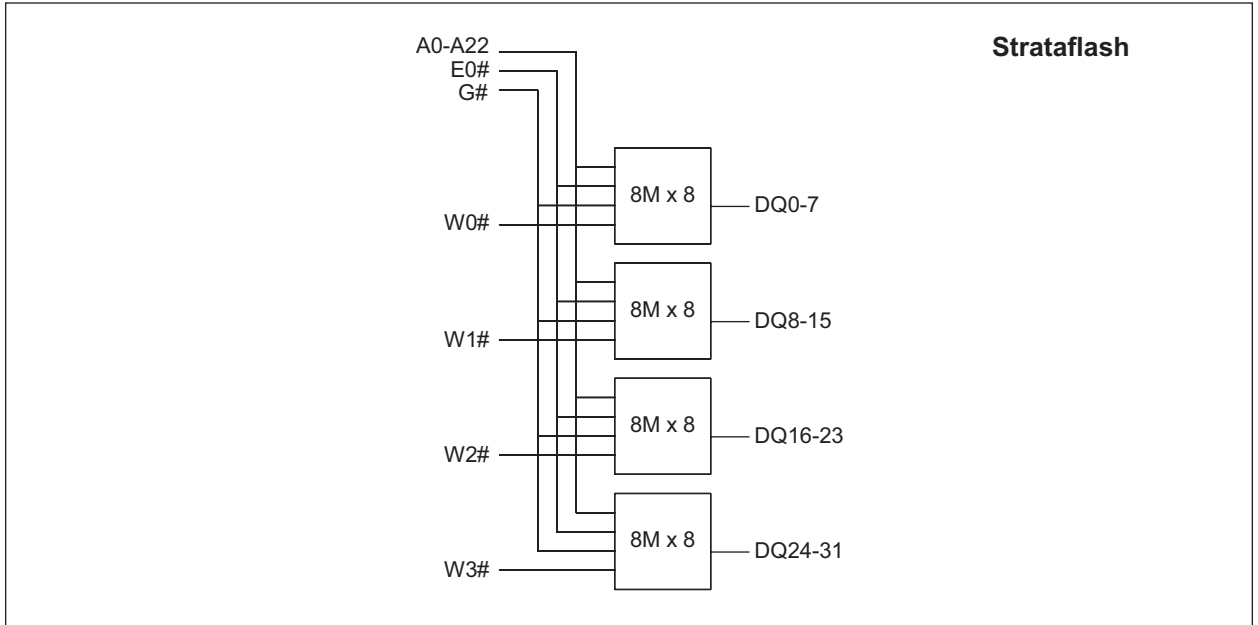 Strataflash
A0-A22
E0#
G#
8M x 8
DQ0-7
W0#
8M x 8
DQ8-15
W1#
8M x 8
DQ16-23
W2#
8M x 8
DQ24-31
W3#